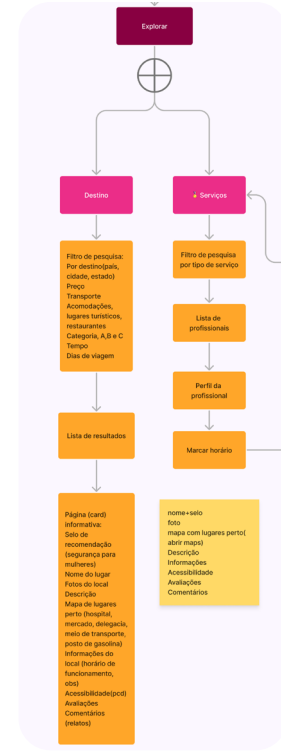 Explorar
Destino
Serviços
Filtro de pesquisa:
Por destino(país,
cidade, estado)
Preço
Transporte
Acomodações,
lugares turísticos,
restaurantes
Categoria, A,B e C
Tempo
Dias de viagem
Filtro de pesquisa
por tipo de serviço
Lista de
profissionais
Perfil da
profissional
Lista de resultados
Marcar horário
Página (card)
informativa:
Selo de
recomendação
(segurança para
mulheres)
Nome do lugar
Fotos do local
Descrição
Mapa de lugares
perto (hospital,
mercado, delegacia,
meio de transporte,
posto de gasolina)
Informações do
local (horário de
funcionamento,
obs)
Acessibilidade(pcd)
Avaliações
Comentários
(relatos)
nome+selo
foto
mapa com lugares perto(
abrir maps)
Descrição
Informações
Acessibilidade
Avaliações
Comentários